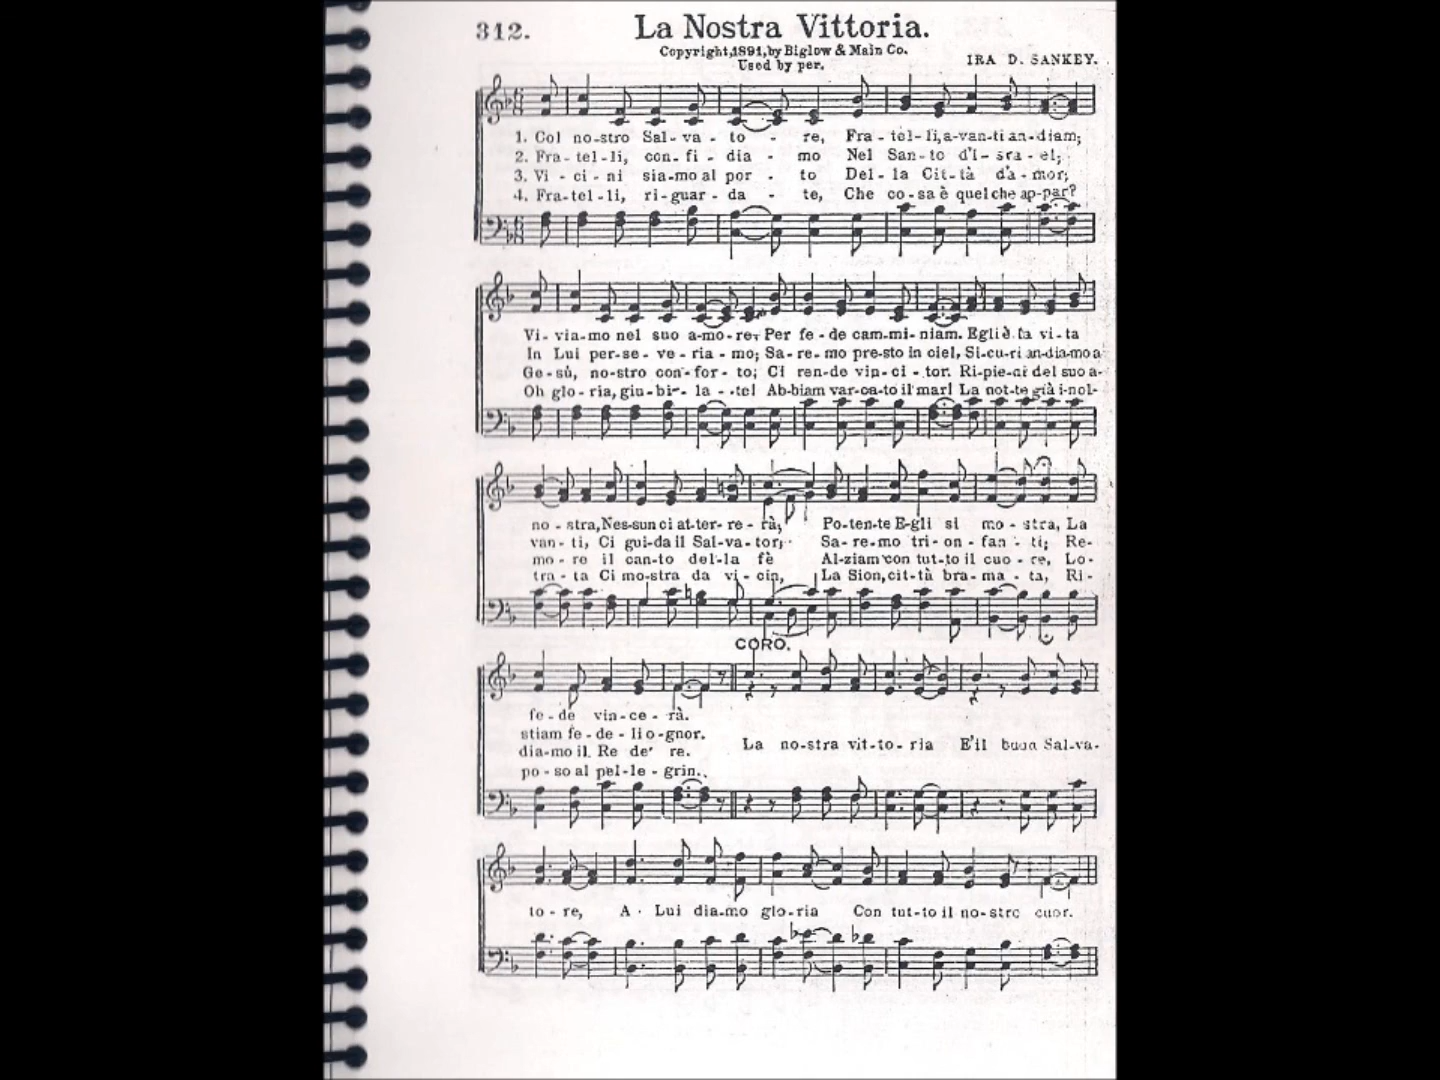 312.
La Nostra Vittoria.
Copyright,1891,by Biglow & Main Co.
Used by per.
IRA D. SANKEY.
1. Col no-stro Sal-va - to - re, Fra-tel-li,a-van-ti an-diam;
2. Fra-tel-li, con-fi-dia - mo Nel San-to d'I-sra-el;
3. Vi-ci-ni sia-mo al por - to Del-la Cit-tà d'a-mor;
4. Fra-tel-li, ri-guar-da - te, Che co-sa è quel che ap-par?
Vi-via-mo nel suo a-mo-re, Per fe-de cam-mi-niam. Egli è la vi-ta
In Lui per-se-ve-ria-mo; Sa-re-mo pre-sto in ciel, Si-cu-ri an-dia-mo a-
Ge-sù, no-stro con-for-to; Ci ren-de vin-ci-tor. Ri-pie-ni del suo a-
Oh glo-ria, giu-bi-la-te! Ab-biam var-ca-to il mar! La not-te già i-nol-
no-stra, Nes-sun ci at-ter-re-rà; Po-ten-te E-gli si mo-stra, La
van-ti, Ci gui-da il Sal-va-tor; Sa-re-mo tri-on-fan-ti; Re-
mo-re il can-to del-la fè Al-ziam con tut-to il cuo-re, Lo-
tra-ta Ci mo-stra da vi-cin, La Sion, cit-tà bra-ma-ta, Ri-
CORO.
fe-de vin-ce-rà.
stiam fe-de-li o-gnor.
dia-mo il Re de' re.
po-so al pel-le-grin.
La no-stra vit-to-ria E'il buon Sal-va-
to-re, A Lui dia-mo glo-ria Con tut-to il no-stro cuor.